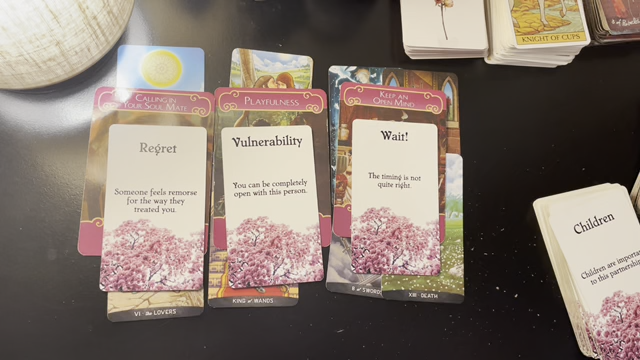 KNIGHT OF CUPS
CALLING IN
YOUR SOUL MATE
Regret
Someone feels remorse
for the way they
treated you.
VI · the LOVERS
PLAYFULNESS
Vulnerability
You can be completely
open with this person.
KING of WANDS
KEEP AN
OPEN MIND
Wait!
The timing is not
quite right.
SWORD
XIII · DEATH
Children
Children are important
to this partnership